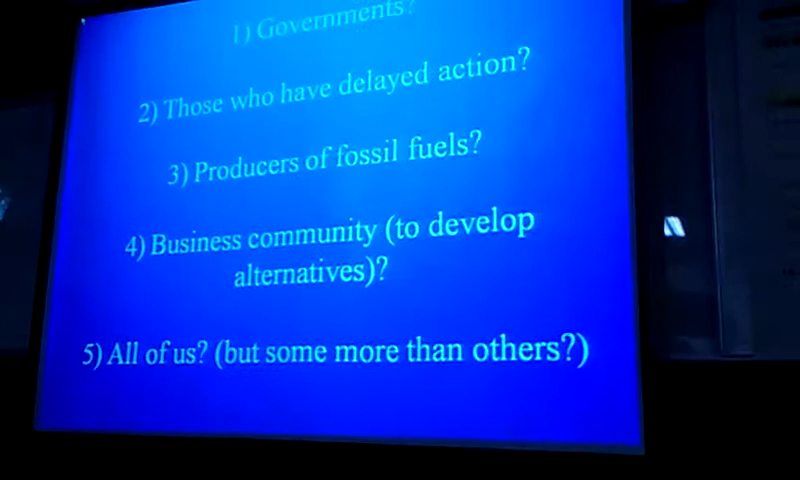 1) Governments?
2) Those who have delayed action?
3) Producers of fossil fuels?
4) Business community (to develop
alternatives)?
5) All of us? (but some more than others?)